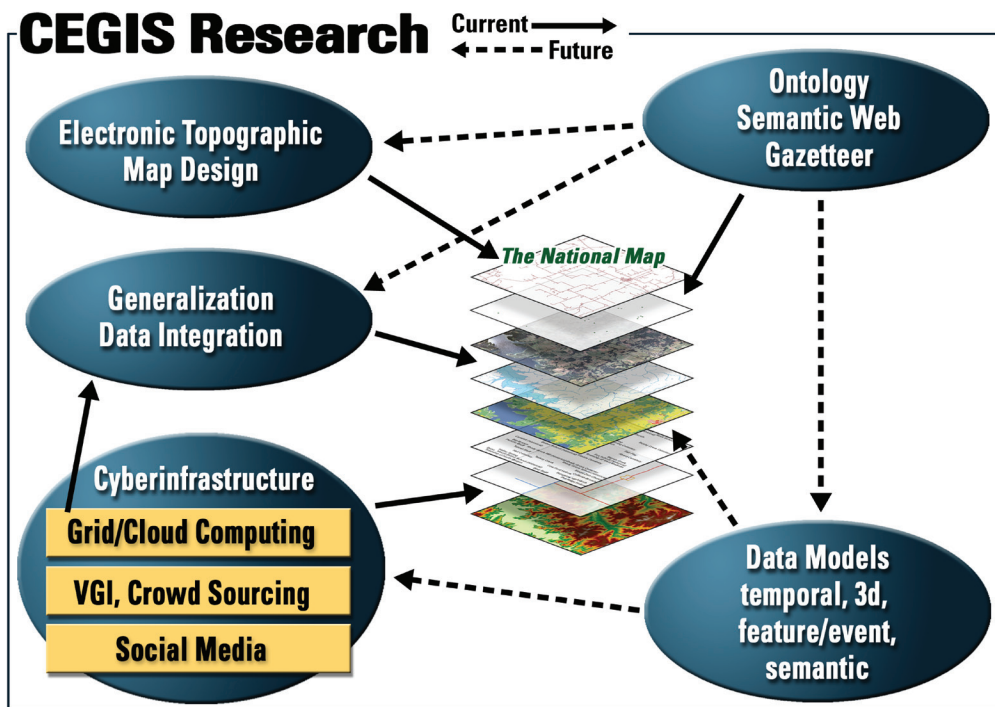 CEGIS Research
Current
Future
Electronic Topographic
Map Design
Ontology
Semantic Web
Gazetteer
The National Map
Generalization
Data Integration
Cyberinfrastructure
Grid/Cloud Computing
VGI, Crowd Sourcing
Social Media
Data Models
temporal, 3d,
feature/event,
semantic